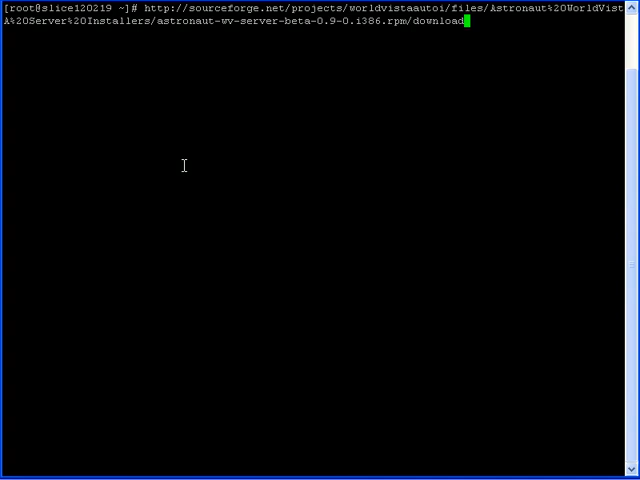 [root@slice120219 ~]# http://sourceforge.net/projects/worldvistaautoi/files/Astronaut%20WorldVist
A%20Server%20Installers/astronaut-wv-server-beta-0.9-0.i386.rpm/download